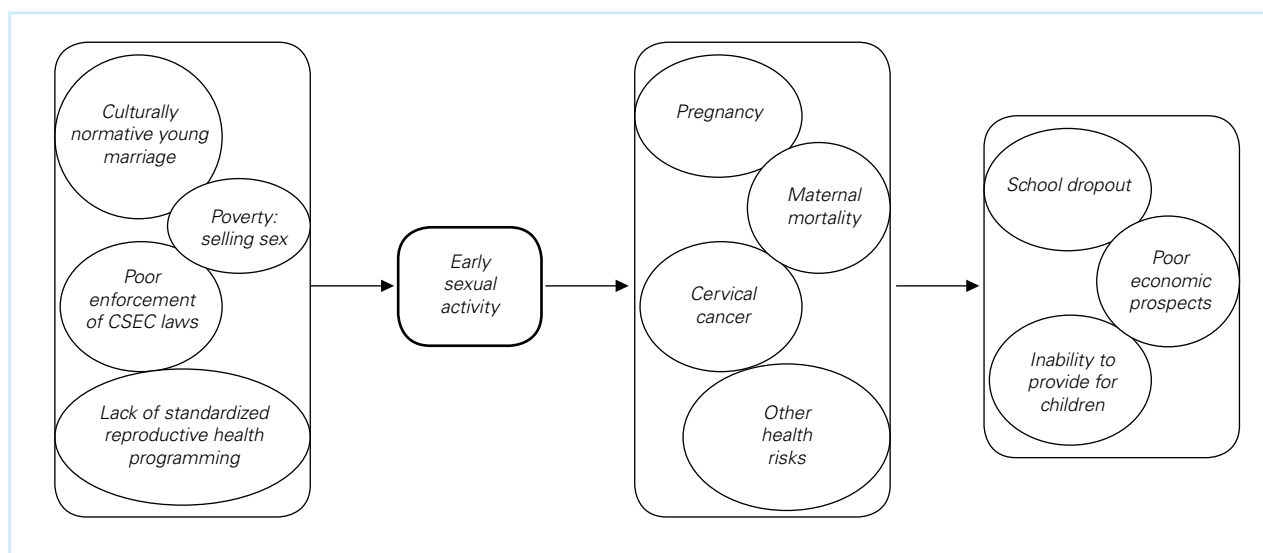 Culturally
normative young
marriage
Poverty:
selling sex
Poor
enforcement
of CSEC laws
Lack of standardized
reproductive health
programming
Early
sexual
activity
Pregnancy
Maternal
mortality
Cervical
cancer
Other
health
risks
School dropout
Poor
economic
prospects
Inability to
provide for
children